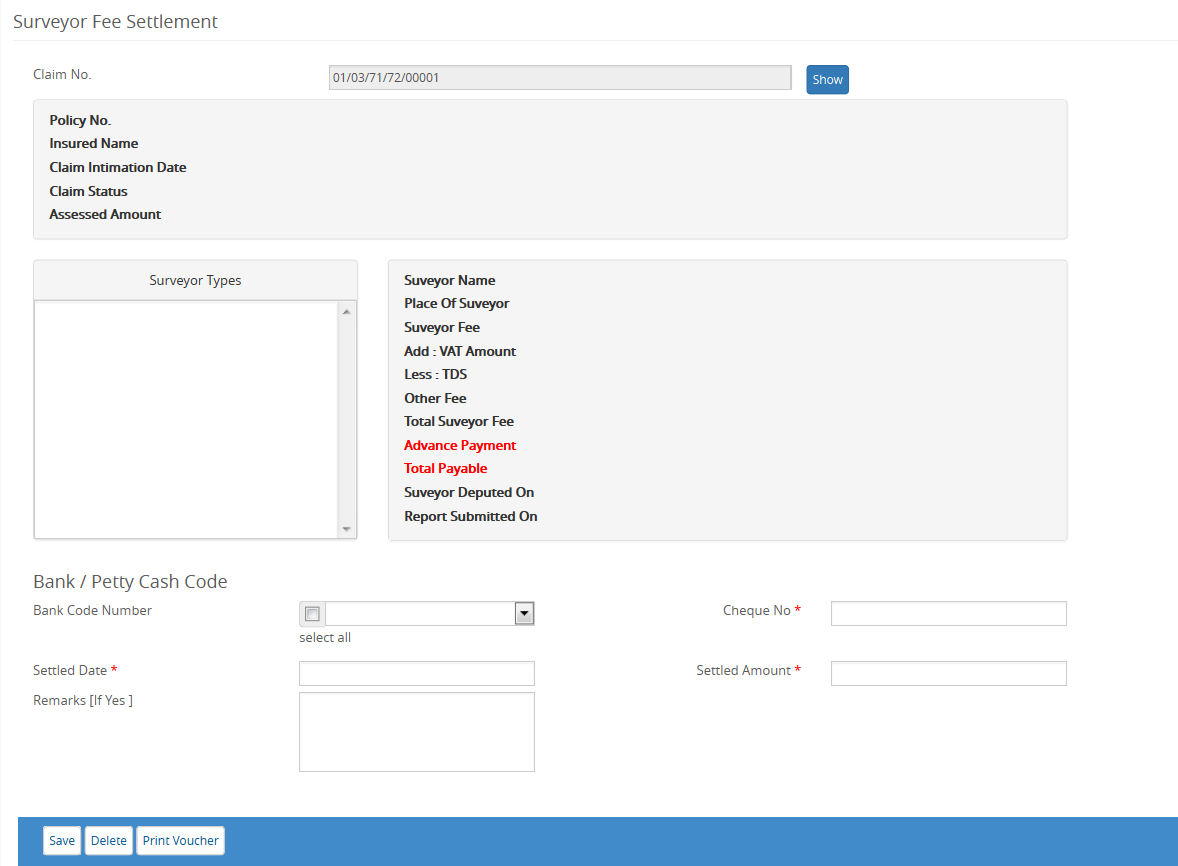 Surveyor Fee Settlement
Claim No.
01/03/71/72/00001
Show
Policy No.
Insured Name
Claim Intimation Date
Claim Status
Assessed Amount
Surveyor Types
Suveyor Name
Place Of Suveyor
Suveyor Fee
Add : VAT Amount
Less : TDS
Other Fee
Total Suveyor Fee
Advance Payment
Total Payable
Suveyor Deputed On
Report Submitted On
Bank / Petty Cash Code
Bank Code Number
Cheque No *
select all
Settled Date *
Settled Amount *
Remarks [If Yes ]
Save Delete Print Voucher